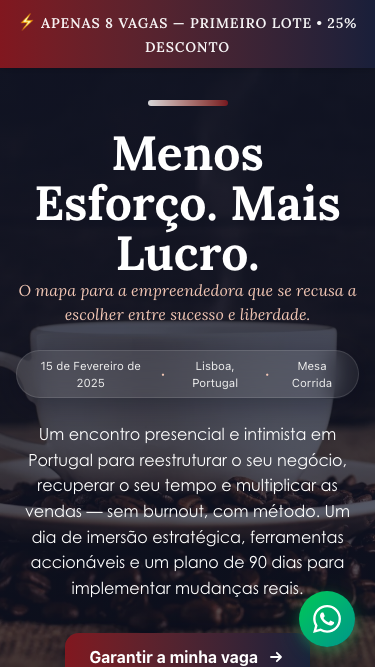 ⚡ APENAS 8 VAGAS — PRIMEIRO LOTE • 25%
DESCONTO
Menos
Esforço. Mais
Lucro.
O mapa para a empreendedora que se recusa a
escolher entre sucesso e liberdade.
15 de Fevereiro de
2025
•
Lisboa,
Portugal
•
Mesa
Corrida
Um encontro presencial e intimista em
Portugal para reestruturar o seu negócio,
recuperar o seu tempo e multiplicar as
vendas — sem burnout, com método. Um
dia de imersão estratégica, ferramentas
accionáveis e um plano de 90 dias para
implementar mudanças reais.
Garantir a minha vaga →